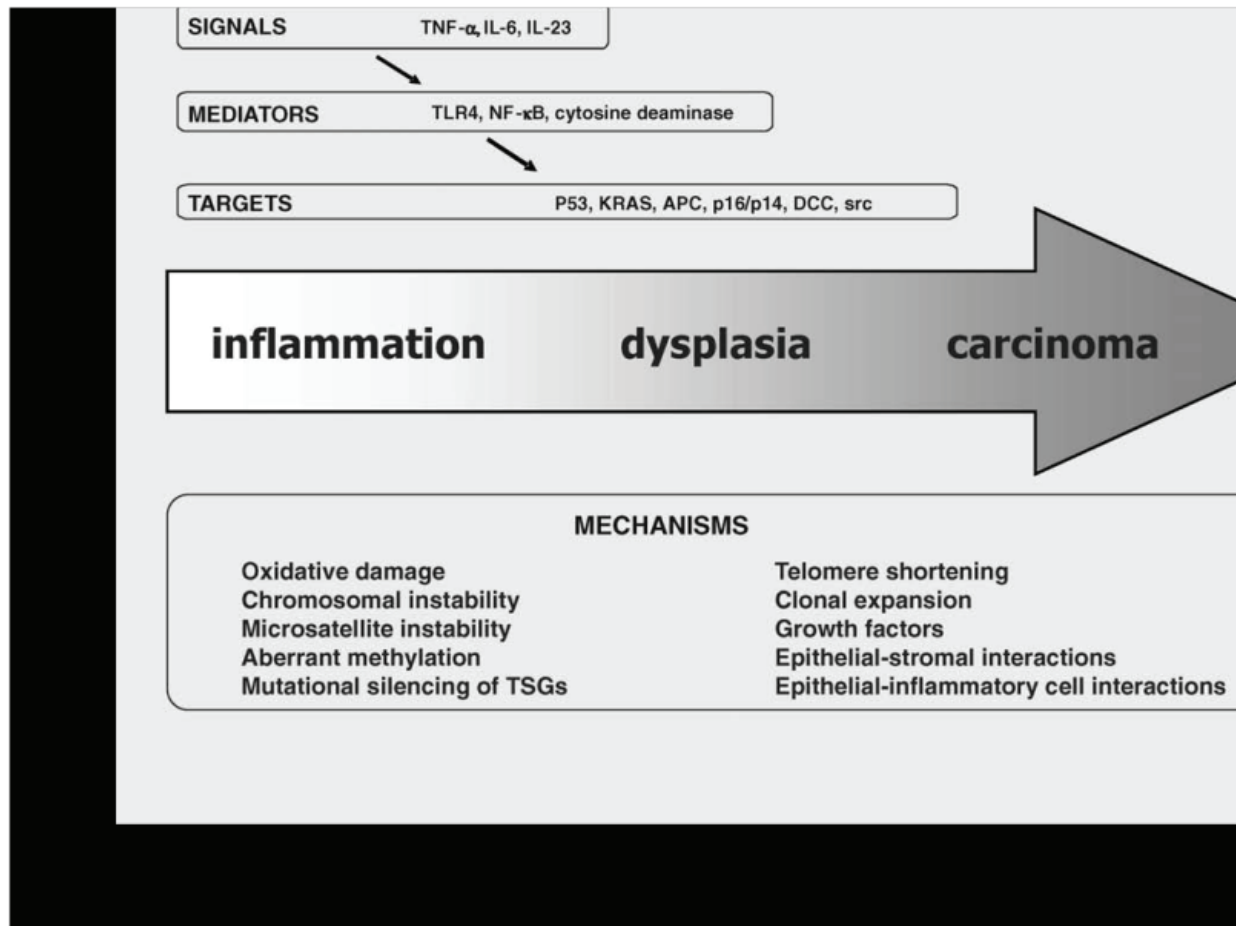 SIGNALS TNF-α, IL-6, IL-23
MEDIATORS TLR4, NF-κB, cytosine deaminase
TARGETS P53, KRAS, APC, p16/p14, DCC, src
inflammation dysplasia carcinoma
MECHANISMS
Oxidative damage Telomere shortening
Chromosomal instability Clonal expansion
Microsatellite instability Growth factors
Aberrant methylation Epithelial-stromal interactions
Mutational silencing of TSGs Epithelial-inflammatory cell interactions